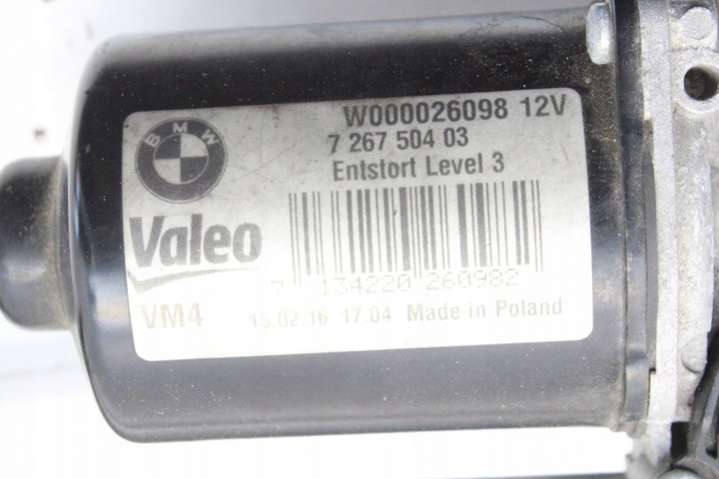 W000026098 12V
7 267 504 03
Entstort Level 3
BMW
Valeo
7 134220 260982
VM4 15.02.16 17.04 Made in Poland